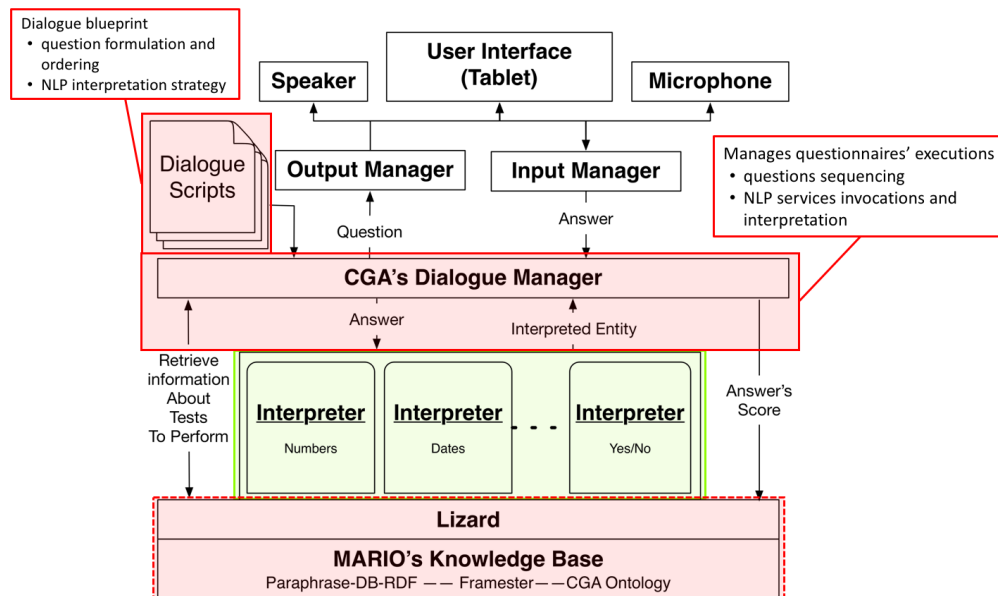 Dialogue blueprint
• question formulation and
ordering
• NLP interpretation strategy
User Interface
(Tablet)
Speaker
Microphone
Dialogue
Scripts
Output Manager
Input Manager
Manages questionnaires' executions
• questions sequencing
• NLP services invocations and
interpretation
Question
Answer
CGA's Dialogue Manager
Answer
Interpreted Entity
Retrieve
information
About
Tests
To Perform
Answer's
Score
Interpreter
Numbers
Interpreter
Dates
- - -
Interpreter
Yes/No
Lizard
MARIO's Knowledge Base
Paraphrase-DB-RDF —— Framester——CGA Ontology